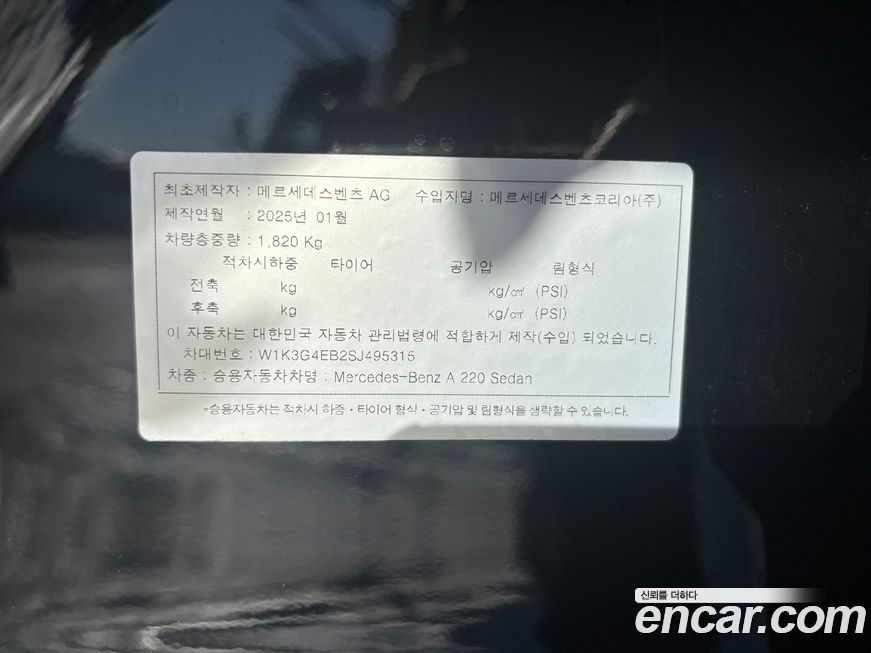 최초제작자 : 메르세데스벤츠 AG 수입자명 : 메르세데스벤츠코리아(주)
제작연월 : 2025년 01월
차량총중량 : 1,820 Kg
적차시하중 타이어 공기압 림형식
전축 kg kg/㎠ (PSI)
후축 kg kg/㎠ (PSI)
이 자동차는 대한민국 자동차 관리법령에 적합하게 제작(수입) 되었습니다.
차대번호 : W1K3G4EB2SJ495315
차종 : 승용자동차차명 : Mercedes-Benz A 220 Sedan
*승용자동차는 적차시 하중·타이어 형식·공기압 및 림형식을 생략할 수 있습니다.
신뢰를 더하다
encar.com